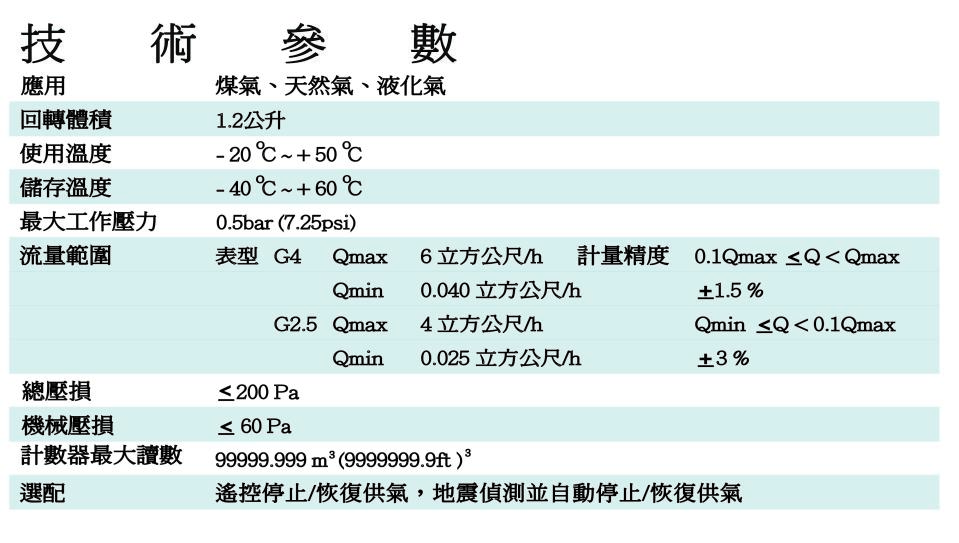 技術參數
應用 煤氣、天然氣、液化氣
回轉體積 1.2公升
使用溫度 - 20 ℃ ~ + 50 ℃
儲存溫度 - 40 ℃ ~ + 60 ℃
最大工作壓力 0.5bar (7.25psi)
流量範圍 表型 G4 Qmax 6 立方公尺/h 計量精度 0.1Qmax ≤ Q < Qmax
Qmin 0.040 立方公尺/h ±1.5 %
G2.5 Qmax 4 立方公尺/h Qmin ≤Q < 0.1Qmax
Qmin 0.025 立方公尺/h ±3 %
總壓損 ≤200 Pa
機械壓損 ≤ 60 Pa
計數器最大讀數 99999.999 m³(9999999.9ft )³
選配 遙控停止/恢復供氣，地震偵測並自動停止/恢復供氣